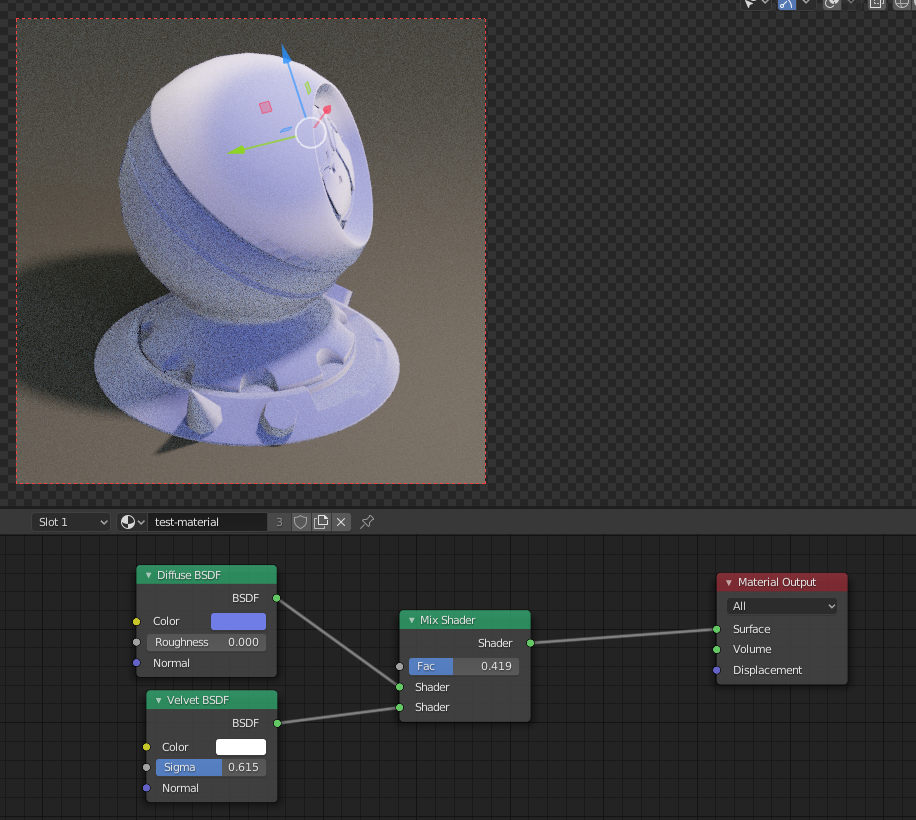 Slot 1
test-material
3
Diffuse BSDF
BSDF
Color
Roughness 0.000
Normal
Velvet BSDF
BSDF
Color
Sigma 0.615
Normal
Mix Shader
Shader
Fac 0.419
Shader
Shader
Material Output
All
Surface
Volume
Displacement